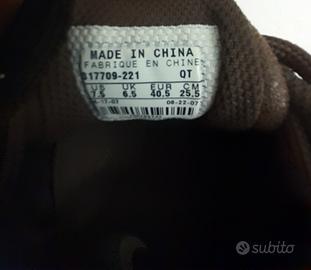 MADE IN CHINA
FABRIQUE EN CHINE
317709-221 QT
US UK EUR CM
7.5 6.5 40.5 25.5
08-22-07
subito